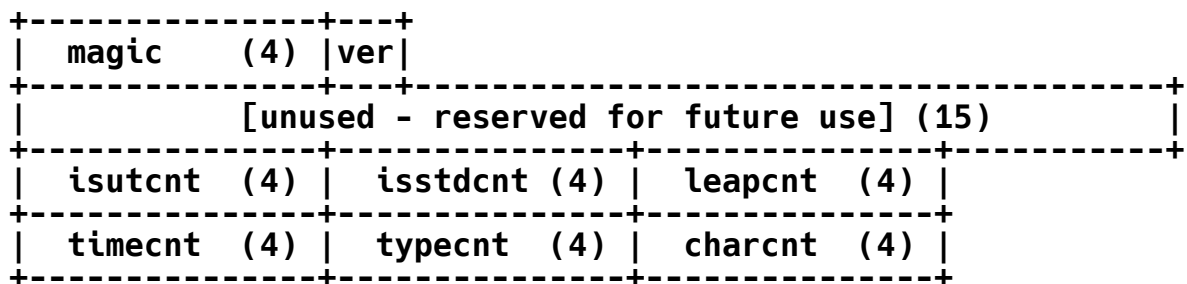 +---------------+---+
|  magic    (4) |ver|
+---------------+---+---------------------------------------+
|           [unused - reserved for future use] (15)         |
+---------------+---------------+---------------+-----------+
|  isutcnt  (4) |  isstdcnt (4) |  leapcnt  (4) |
+---------------+---------------+---------------+
|  timecnt  (4) |  typecnt  (4) |  charcnt  (4) |
+---------------+---------------+---------------+